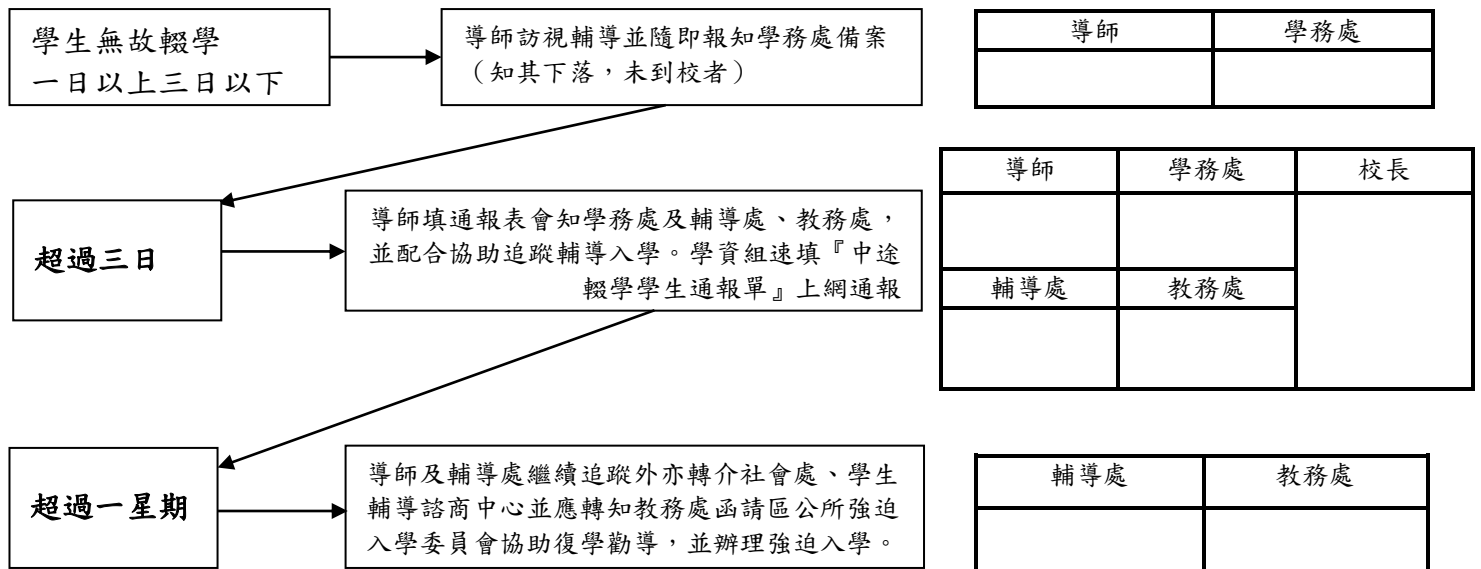 學生無故輟學
一日以上三日以下
導師訪視輔導並隨即報知學務處備案
（知其下落，未到校者）
導師
學務處
超過三日
導師填通報表會知學務處及輔導處、教務處，
並配合協助追蹤輔導入學。學資組速填『中途
輟學學生通報單』上網通報
導師
學務處
校長
輔導處
教務處
超過一星期
導師及輔導處繼續追蹤外亦轉介社會處、學生
輔導諮商中心並應轉知教務處函請區公所強迫
入學委員會協助復學勸導，並辦理強迫入學。
輔導處
教務處